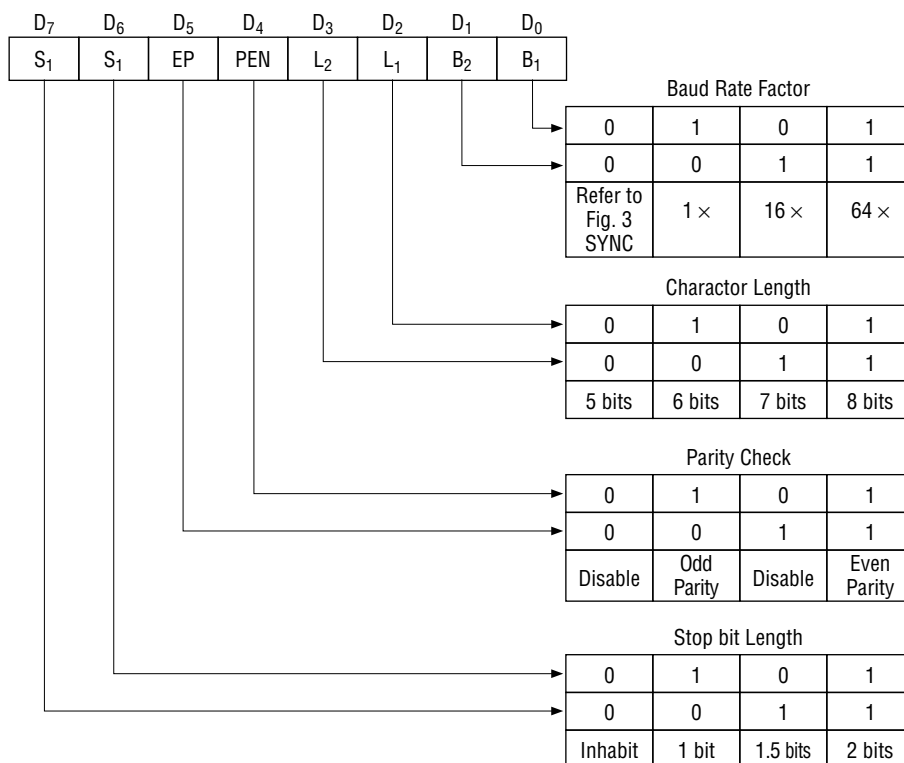 D7 D6 D5 D4 D3 D2 D1 D0
S1 S1 EP PEN L2 L1 B2 B1
Baud Rate Factor
0 1 0 1
0 0 1 1
Refer to Fig. 3 SYNC 1 × 16 × 64 ×
Charactor Length
0 1 0 1
0 0 1 1
5 bits 6 bits 7 bits 8 bits
Parity Check
0 1 0 1
0 0 1 1
Disable Odd Parity Disable Even Parity
Stop bit Length
0 1 0 1
0 0 1 1
Inhabit 1 bit 1.5 bits 2 bits